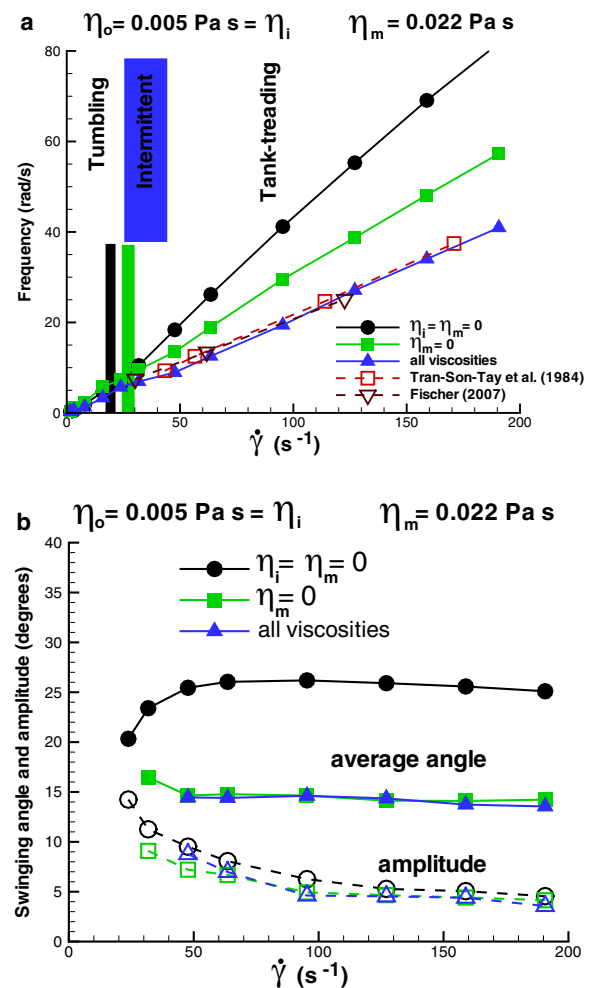 a
ηo= 0.005 Pa s = ηi
ηm= 0.022 Pa s
80
60
40
20
0
Frequency (rad/s)
Tumbling
Intermittent
Tank-treading
ηi= ηm= 0
ηm= 0
all viscosities
Tran-Son-Tay et al. (1984)
Fischer (2007)
0
50
100
150
200
γ̇ (s-1)
b
ηo= 0.005 Pa s = ηi
ηm= 0.022 Pa s
40
35
30
25
20
15
10
5
0
Swinging angle and amplitude (degrees)
ηi= ηm= 0
ηm= 0
all viscosities
average angle
amplitude
0
50
100
150
200
γ̇ (s-1)